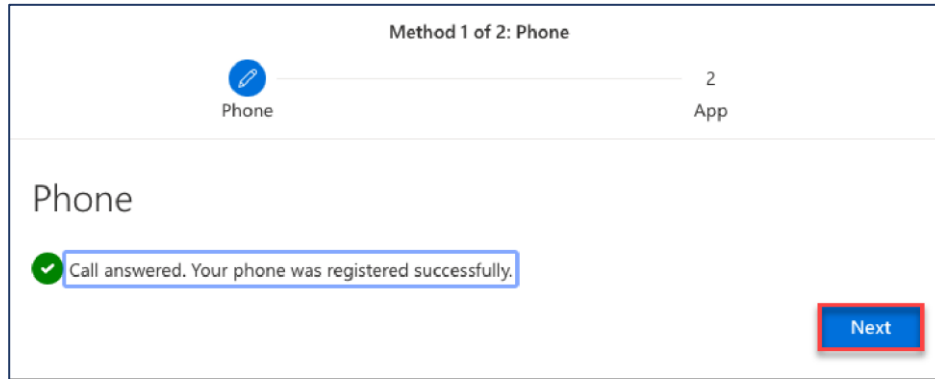 Method 1 of 2: Phone
2
Phone
App
Phone
Call answered. Your phone was registered successfully.
Next